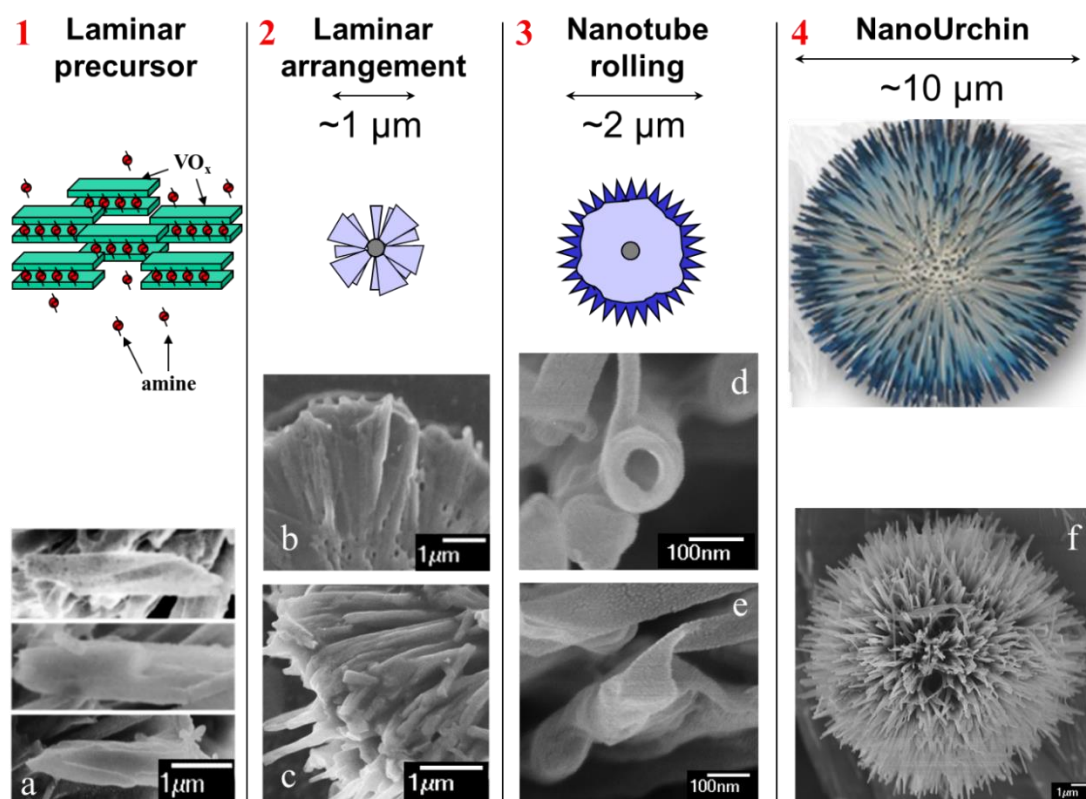 1 Laminar
precursor
VOₓ
amine
a
1μm
2 Laminar
arrangement
~1 μm
b
1μm
c
1μm
3 Nanotube
rolling
~2 μm
d
100nm
e
100nm
4 NanoUrchin
~10 μm
f
1μm